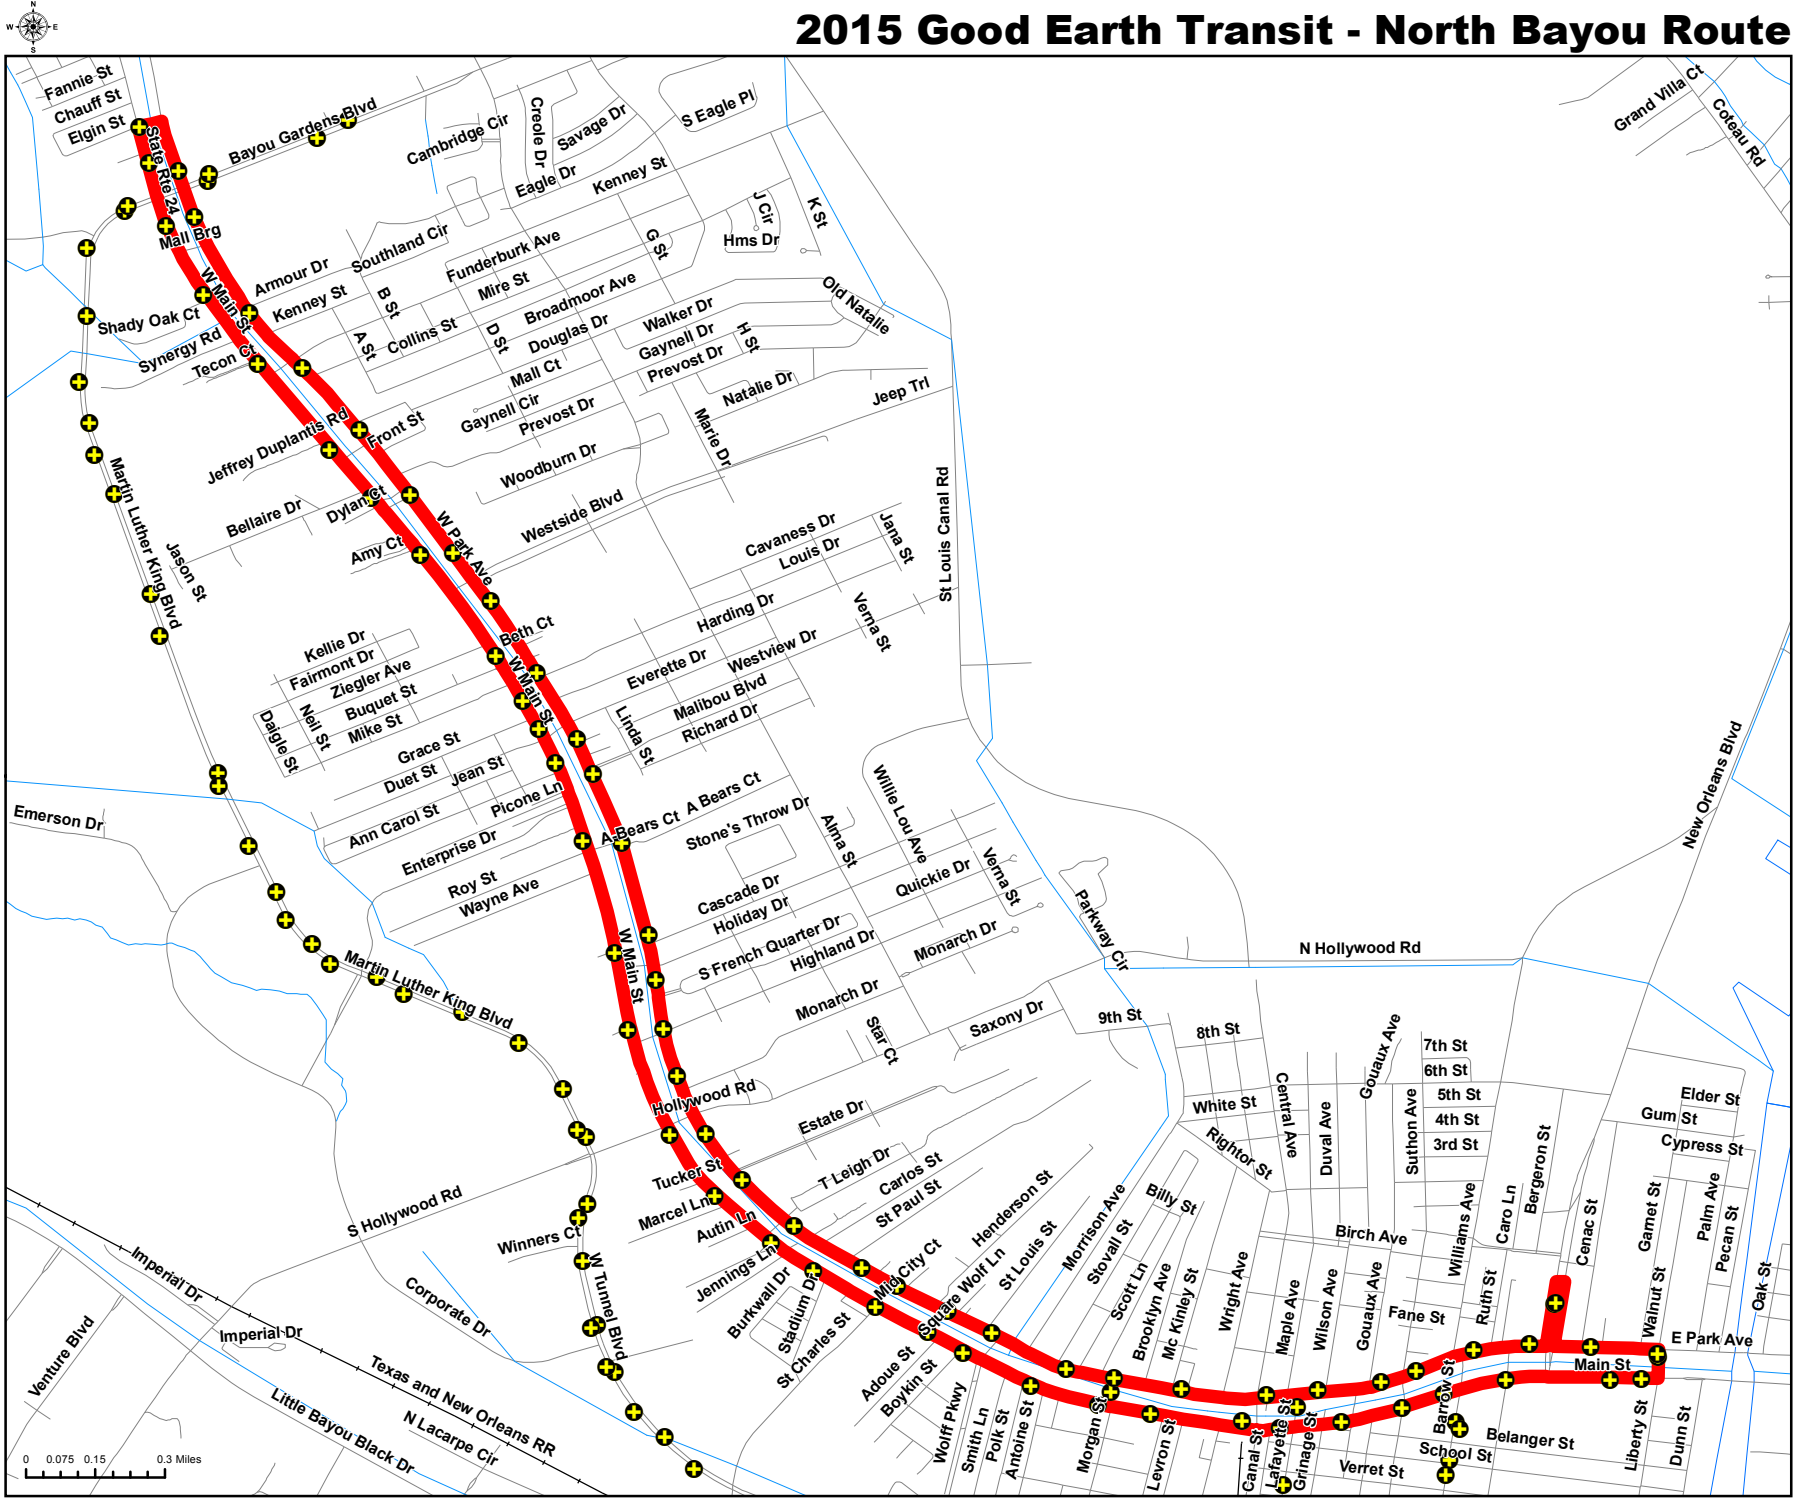 N
W E
S
2015 Good Earth Transit - North Bayou Route
Fannie St
Chauff St
Elgin St
State Rte 24
Bayou Gardens Blvd
Cambridge Cir
Creole Dr
Savage Dr
S Eagle Pl
Eagle Dr
Kenney St
Grand Villa Ct
Coteau Rd
J Cir
K St
Hms Dr
G St
Mall Brg
Southland Cir
Armour Dr
Funderburk Ave
Mire St
Kenney St
B St
Broadmoor Ave
Old Natalie
W Main St
Shady Oak Ct
Synergy Rd
Tecon Ct
A St
Collins St
D St
Douglas Dr
Walker Dr
Gaynell Dr
H St
Prevost Dr
Mall Ct
Natalie Dr
Jeep Trl
Gaynell Cir
Prevost Dr
Marie Dr
Jeffrey Duplantis Rd
Front St
Woodburn Dr
Westside Blvd
St Louis Canal Rd
Martin Luther King Blvd
Bellaire Dr
Dylan Ct
Amy Ct
W Park Ave
Jason St
Cavaness Dr
Louis Dr
Jana St
Harding Dr
Verna St
Beth Ct
Kellie Dr
Fairmont Dr
Ziegler Ave
Buquet St
Mike St
Neil St
Daigle St
W Main St
Everette Dr
Westview Dr
Malibou Blvd
Richard Dr
Linda St
Grace St
Duet St
Jean St
Picone Ln
Ann Carol St
Enterprise Dr
A Bears Ct
A Bears Ct
Stone's Throw Dr
Alma St
Willie Lou Ave
Verna St
New Orleans Blvd
Emerson Dr
Roy St
Wayne Ave
Cascade Dr
Holiday Dr
Quickie Dr
S French Quarter Dr
Highland Dr
Monarch Dr
Parkway Cir
N Hollywood Rd
W Main St
Martin Luther King Blvd
Monarch Dr
Star Ct
Saxony Dr
9th St
8th St
Gouaux Ave
7th St
6th St
5th St
4th St
3rd St
Central Ave
Duval Ave
Suthon Ave
White St
Rightor St
Elder St
Gum St
Cypress St
Bergeron St
Hollywood Rd
Estate Dr
Tucker St
T Leigh Dr
Carlos St
St Paul St
Marcel Ln
Autin Ln
Jennings Ln
S Hollywood Rd
Winners Ct
W Tunnel Blvd
Henderson St
St Louis St
Morrison Ave
Billy St
Stovall St
Scott Ln
Brooklyn Ave
Mc Kinley St
Wright Ave
Birch Ave
Williams Ave
Caro Ln
Cenac St
Garnet St
Palm Ave
Pecan St
Oak St
Mid City Ct
Square Wolf Ln
Burkwall Dr
Stadium Dr
St Charles St
Maple Ave
Wilson Ave
Gouaux Ave
Fane St
Ruth St
Walnut St
E Park Ave
Main St
Imperial Dr
Imperial Dr
Corporate Dr
Venture Blvd
Texas and New Orleans RR
Little Bayou Black Dr
N Lacarpe Cir
Adoue St
Boykin St
Wolff Pkwy
Smith Ln
Polk St
Antoine St
Morgan St
Levron St
Canal St
Lafayette St
Grinage St
Barrow St
Belanger St
School St
Verret St
Liberty St
Dunn St
0 0.075 0.15 0.3 Miles